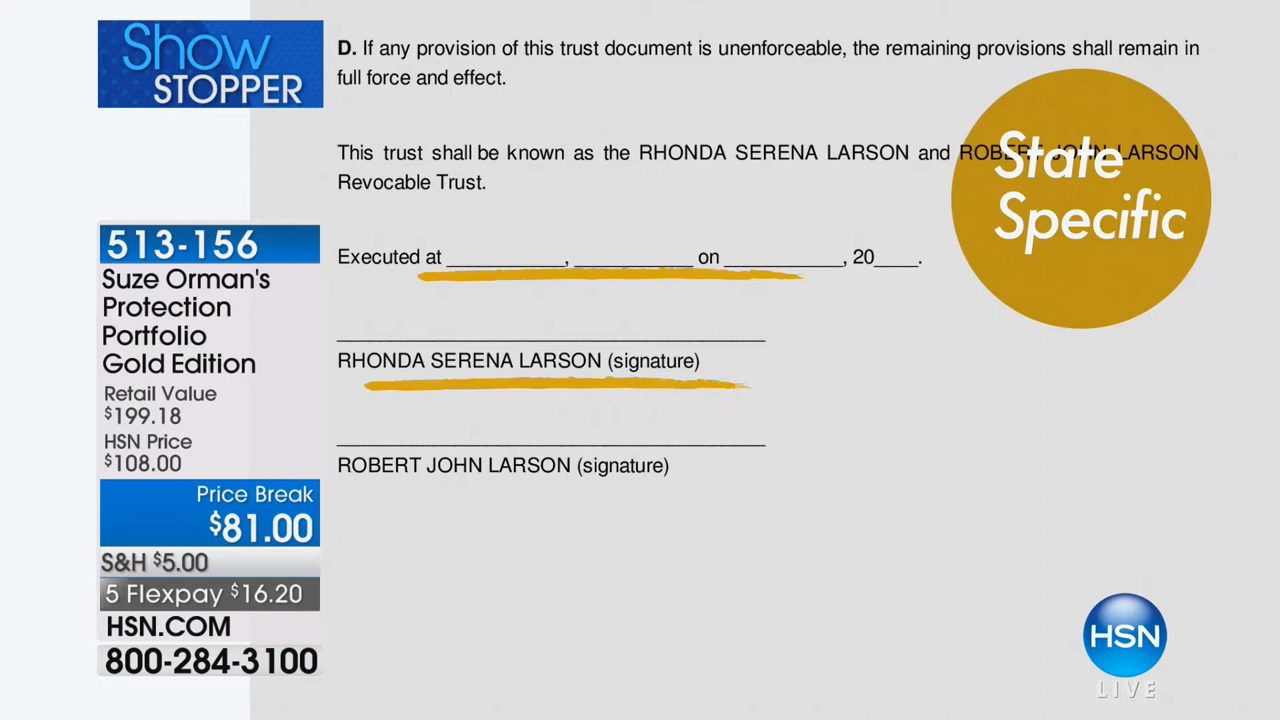 Show
STOPPER
D. If any provision of this trust document is unenforceable, the remaining provisions shall remain in
full force and effect.
This trust shall be known as the RHONDA SERENA LARSON and ROBERT JOHN LARSON
Revocable Trust.
State
Specific
Executed at ___________, ___________ on ___________, 20____.
________________________________________
RHONDA SERENA LARSON (signature)
________________________________________
ROBERT JOHN LARSON (signature)
513-156
Suze Orman's
Protection
Portfolio
Gold Edition
Retail Value
$199.18
HSN Price
$108.00
Price Break
$81.00
S&H $5.00
5 Flexpay $16.20
HSN.COM
800-284-3100
HSN
LIVE